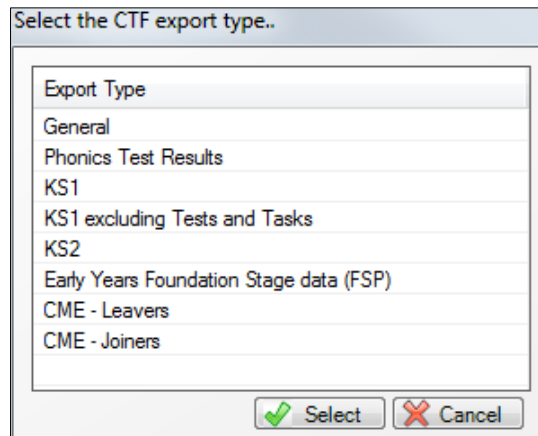 Select the CTF export type..
Export Type
General
Phonics Test Results
KS1
KS1 excluding Tests and Tasks
KS2
Early Years Foundation Stage data (FSP)
CME - Leavers
CME - Joiners
Select Cancel